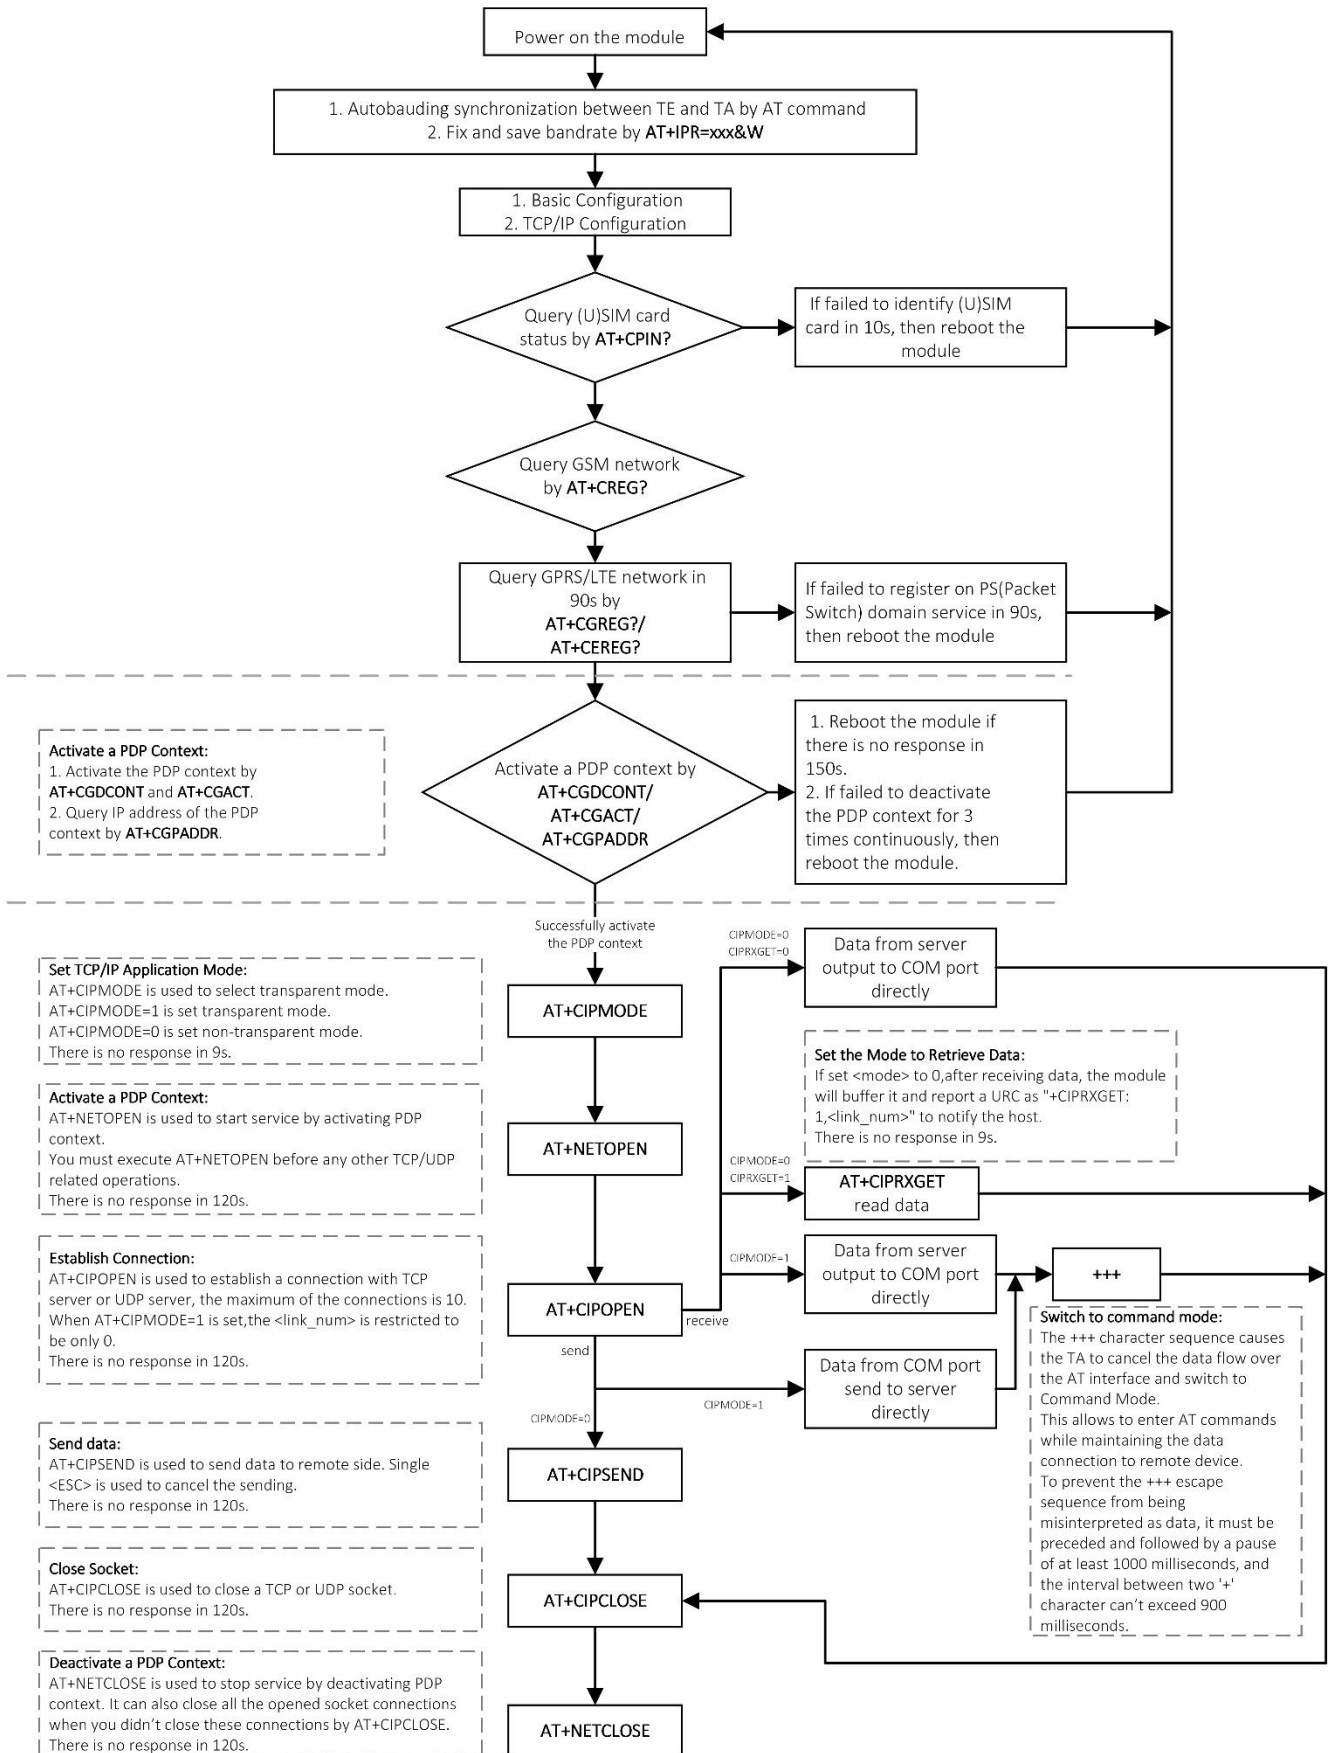 Power on the module
1. Autobauding synchronization between TE and TA by AT command
2. Fix and save bandrate by AT+IPR=xxx&W
1. Basic Configuration
2. TCP/IP Configuration
Query (U)SIM card
status by AT+CPIN?
If failed to identify (U)SIM
card in 10s, then reboot the
module
Query GSM network
by AT+CREG?
Query GPRS/LTE network in
90s by
AT+CGREG?/
AT+CEREG?
If failed to register on PS(Packet
Switch) domain service in 90s,
then reboot the module
Activate a PDP Context:
1. Activate the PDP context by
AT+CGDCONT and AT+CGACT.
2. Query IP address of the PDP
context by AT+CGPADDR.
Activate a PDP context by
AT+CGDCONT/
AT+CGACT/
AT+CGPADDR
1. Reboot the module if
there is no response in
150s.
2. If failed to deactivate
the PDP context for 3
times continuously, then
reboot the module.
Successfully activate
the PDP context
Set TCP/IP Application Mode:
AT+CIPMODE is used to select transparent mode.
AT+CIPMODE=1 is set transparent mode.
AT+CIPMODE=0 is set non-transparent mode.
There is no response in 9s.
AT+CIPMODE
CIPMODE=0
CIPRXGET=0
Data from server
output to COM port
directly
Set the Mode to Retrieve Data:
If set <mode> to 0,after receiving data, the module
will buffer it and report a URC as "+CIPRXGET:
1,<link_num>" to notify the host.
There is no response in 9s.
Activate a PDP Context:
AT+NETOPEN is used to start service by activating PDP
context.
You must execute AT+NETOPEN before any other TCP/UDP
related operations.
There is no response in 120s.
AT+NETOPEN
CIPMODE=0
CIPRXGET=1
AT+CIPRXGET
read data
Establish Connection:
AT+CIPOPEN is used to establish a connection with TCP
server or UDP server, the maximum of the connections is 10.
When AT+CIPMODE=1 is set,the <link_num> is restricted to
be only 0.
There is no response in 120s.
AT+CIPOPEN
receive
send
CIPMODE=1
Data from server
output to COM port
directly
+++
Switch to command mode:
The +++ character sequence causes
the TA to cancel the data flow over
the AT interface and switch to
Command Mode.
This allows to enter AT commands
while maintaining the data
connection to remote device.
To prevent the +++ escape
sequence from being
misinterpreted as data, it must be
preceded and followed by a pause
of at least 1000 milliseconds, and
the interval between two '+'
character can't exceed 900
milliseconds.
Data from COM port
send to server
directly
CIPMODE=1
CIPMODE=0
Send data:
AT+CIPSEND is used to send data to remote side. Single
<ESC> is used to cancel the sending.
There is no response in 120s.
AT+CIPSEND
Close Socket:
AT+CIPCLOSE is used to close a TCP or UDP socket.
There is no response in 120s.
AT+CIPCLOSE
Deactivate a PDP Context:
AT+NETCLOSE is used to stop service by deactivating PDP
context. It can also close all the opened socket connections
when you didn't close these connections by AT+CIPCLOSE.
There is no response in 120s.
AT+NETCLOSE